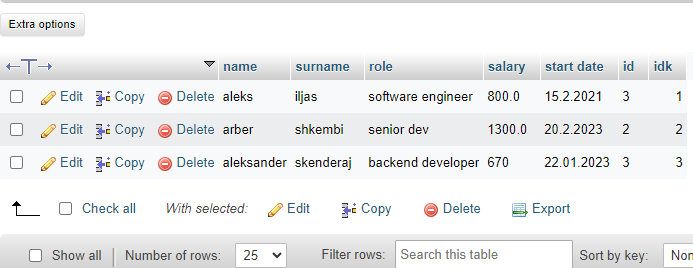 Extra options
name surname role salary start date id idk
Edit Copy Delete aleks iljas software engineer 800.0 15.2.2021 3 1
Edit Copy Delete arber shkembi senior dev 1300.0 20.2.2023 2 2
Edit Copy Delete aleksander skenderaj backend developer 670 22.01.2023 3 3
Check all With selected: Edit Copy Delete Export
Show all Number of rows: 25 Filter rows: Search this table Sort by key: Non